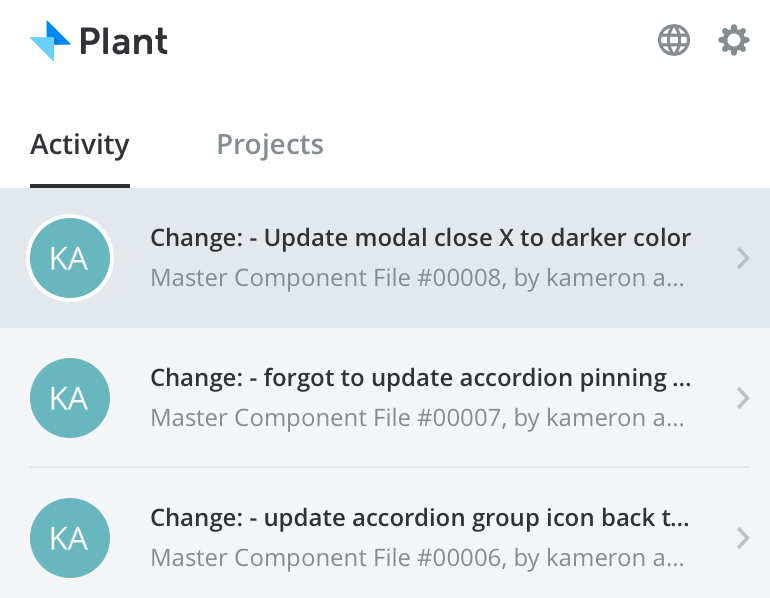 Plant
Activity
Projects
KA
Change: - Update modal close X to darker color
Master Component File #00008, by kameron a...
KA
Change: - forgot to update accordion pinning ...
Master Component File #00007, by kameron a...
KA
Change: - update accordion group icon back t...
Master Component File #00006, by kameron a...